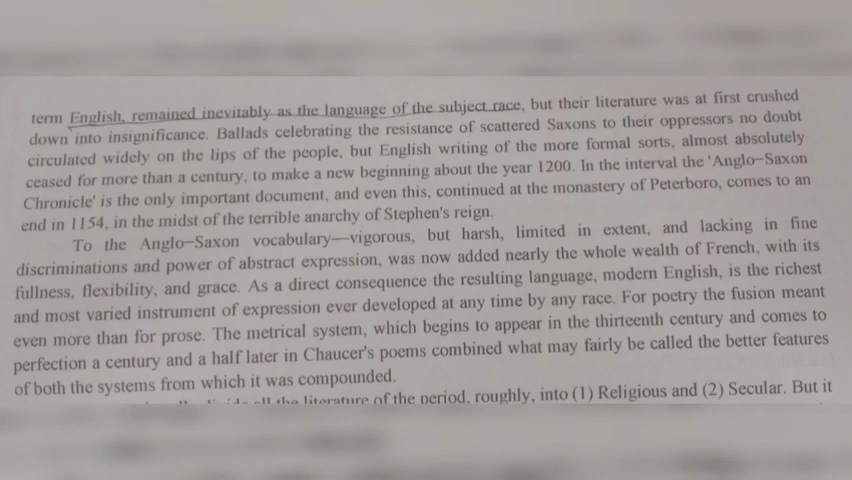 term English, remained inevitably as the language of the subject race, but their literature was at first crushed
down into insignificance. Ballads celebrating the resistance of scattered Saxons to their oppressors no doubt
circulated widely on the lips of the people, but English writing of the more formal sorts, almost absolutely
ceased for more than a century, to make a new beginning about the year 1200. In the interval the 'Anglo-Saxon
Chronicle' is the only important document, and even this, continued at the monastery of Peterboro, comes to an
end in 1154, in the midst of the terrible anarchy of Stephen's reign.
To the Anglo-Saxon vocabulary—vigorous, but harsh, limited in extent, and lacking in fine
discriminations and power of abstract expression, was now added nearly the whole wealth of French, with its
fullness, flexibility, and grace. As a direct consequence the resulting language, modern English, is the richest
and most varied instrument of expression ever developed at any time by any race. For poetry the fusion meant
even more than for prose. The metrical system, which begins to appear in the thirteenth century and comes to
perfection a century and a half later in Chaucer's poems combined what may fairly be called the better features
of both the systems from which it was compounded.
all the literature of the period, roughly, into (1) Religious and (2) Secular. But it